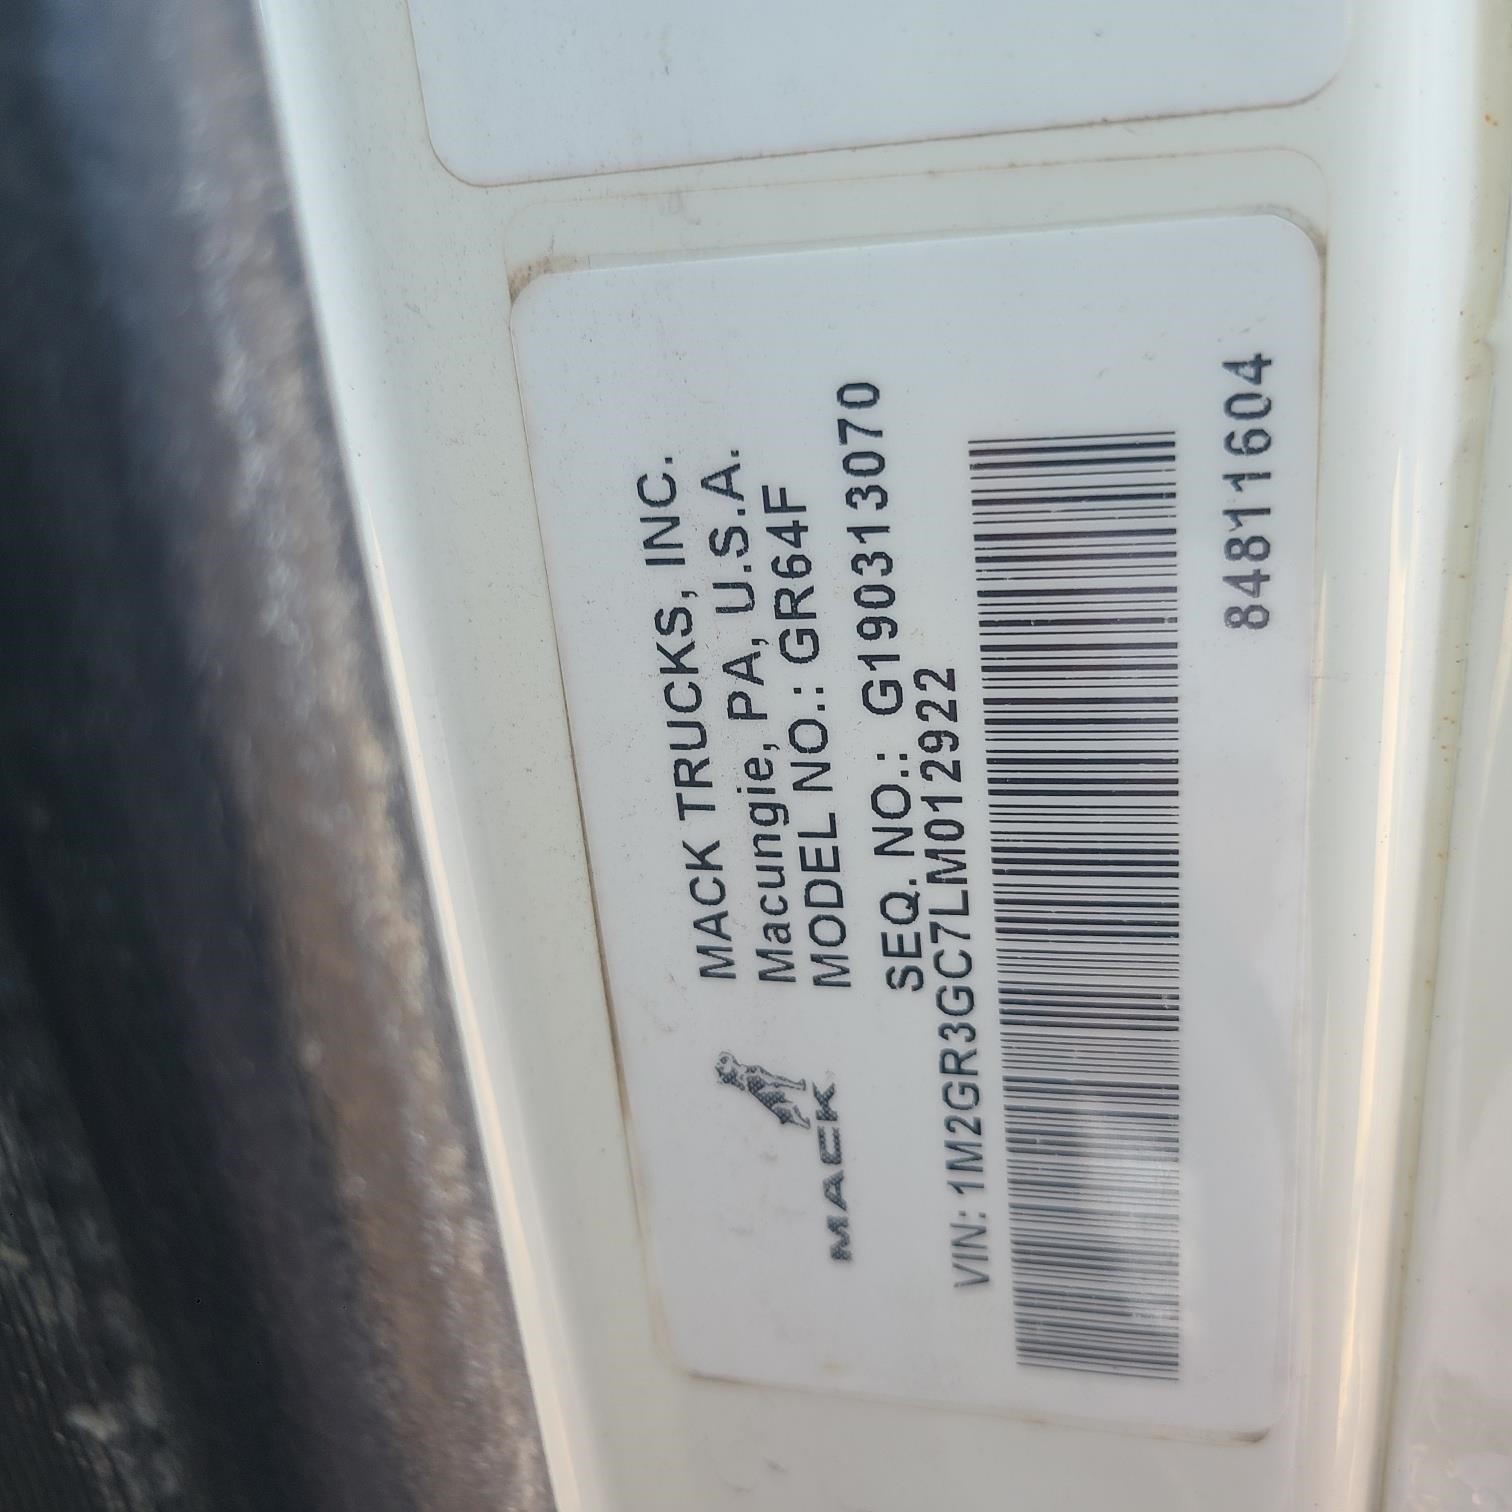 MACK TRUCKS, INC.
Macungie, PA, U.S.A.
MODEL NO.: GR64F
SEQ. NO.: G190313070
MACK
VIN: 1M2GR3GC7LM012922
84811604